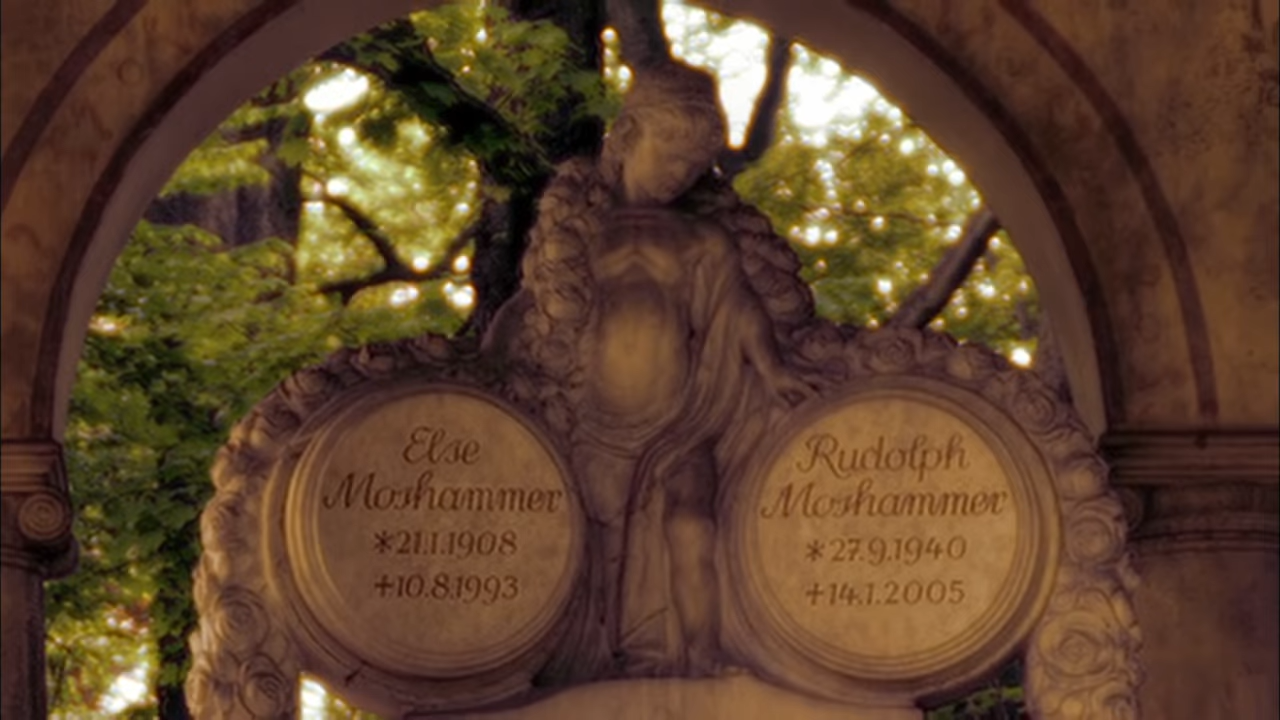 Else
Moshammer
*21.1.1908
+10.8.1993
Rudolph
Moshammer
*27.9.1940
+14.1.2005